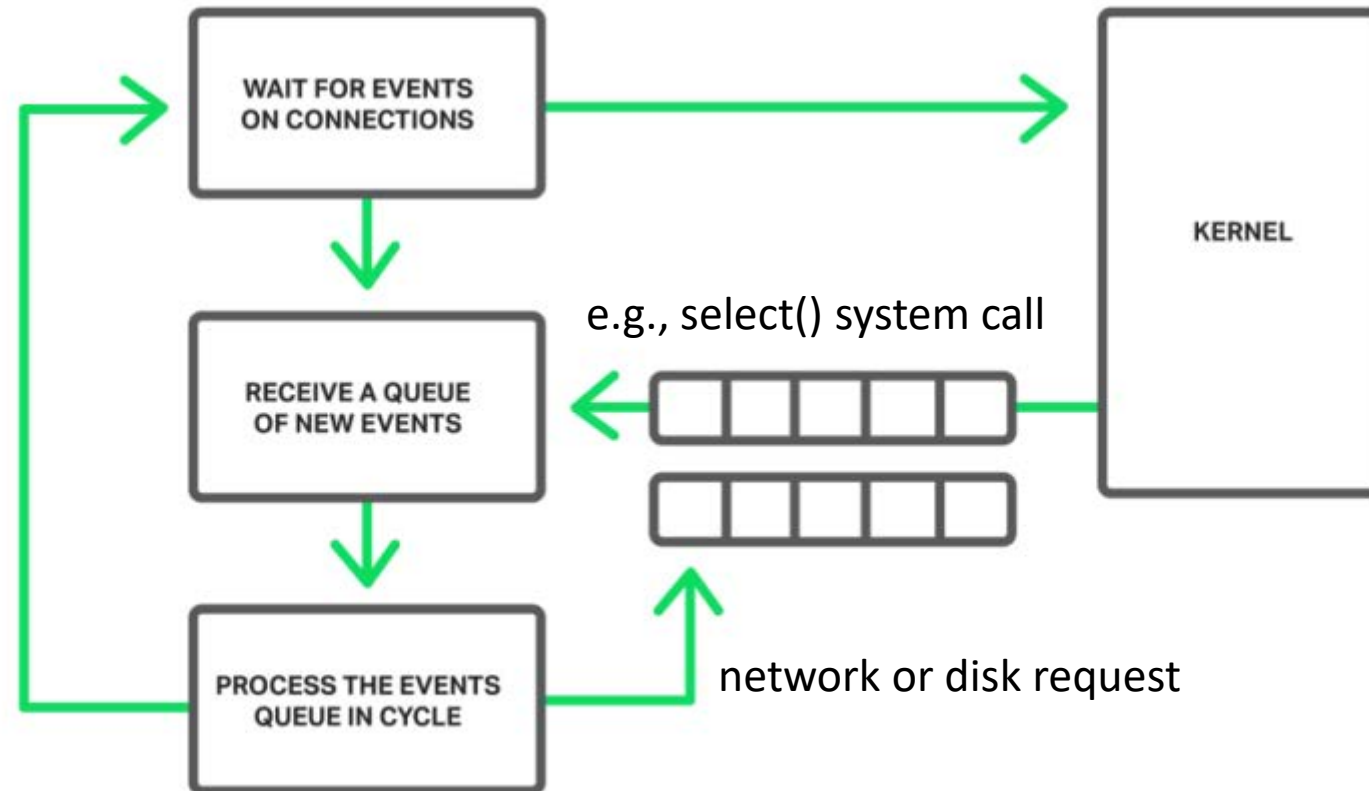 WAIT FOR EVENTS
ON CONNECTIONS
KERNEL
e.g., select() system call
RECEIVE A QUEUE
OF NEW EVENTS
PROCESS THE EVENTS
QUEUE IN CYCLE
network or disk request